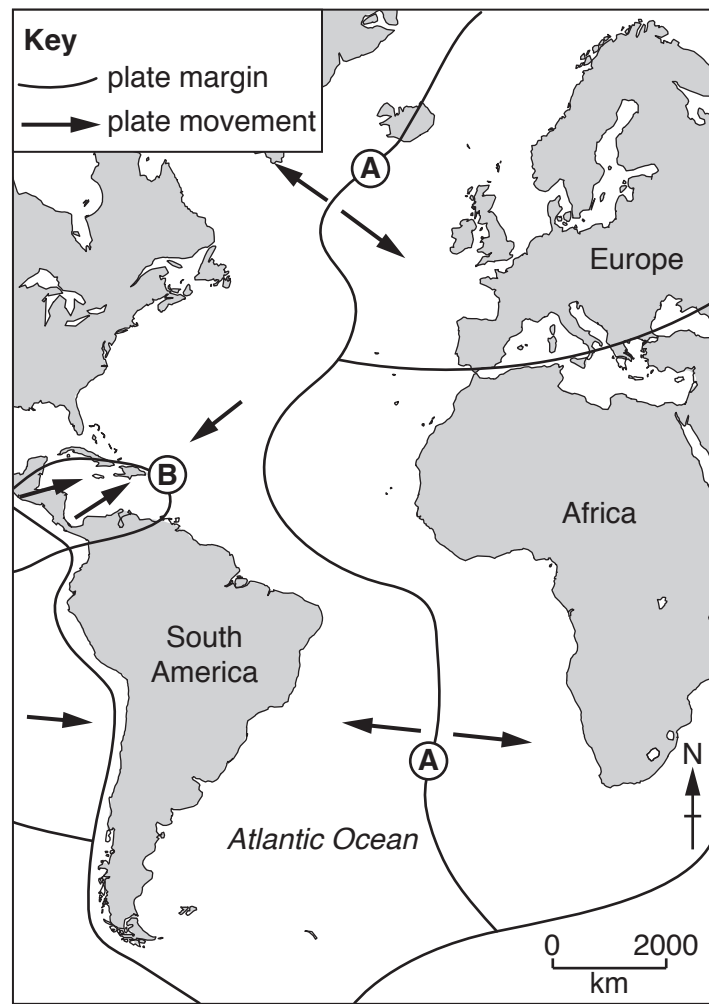 Key
plate margin
plate movement
A
Europe
B
Africa
South
America
N
A
Atlantic Ocean
0 2000
km